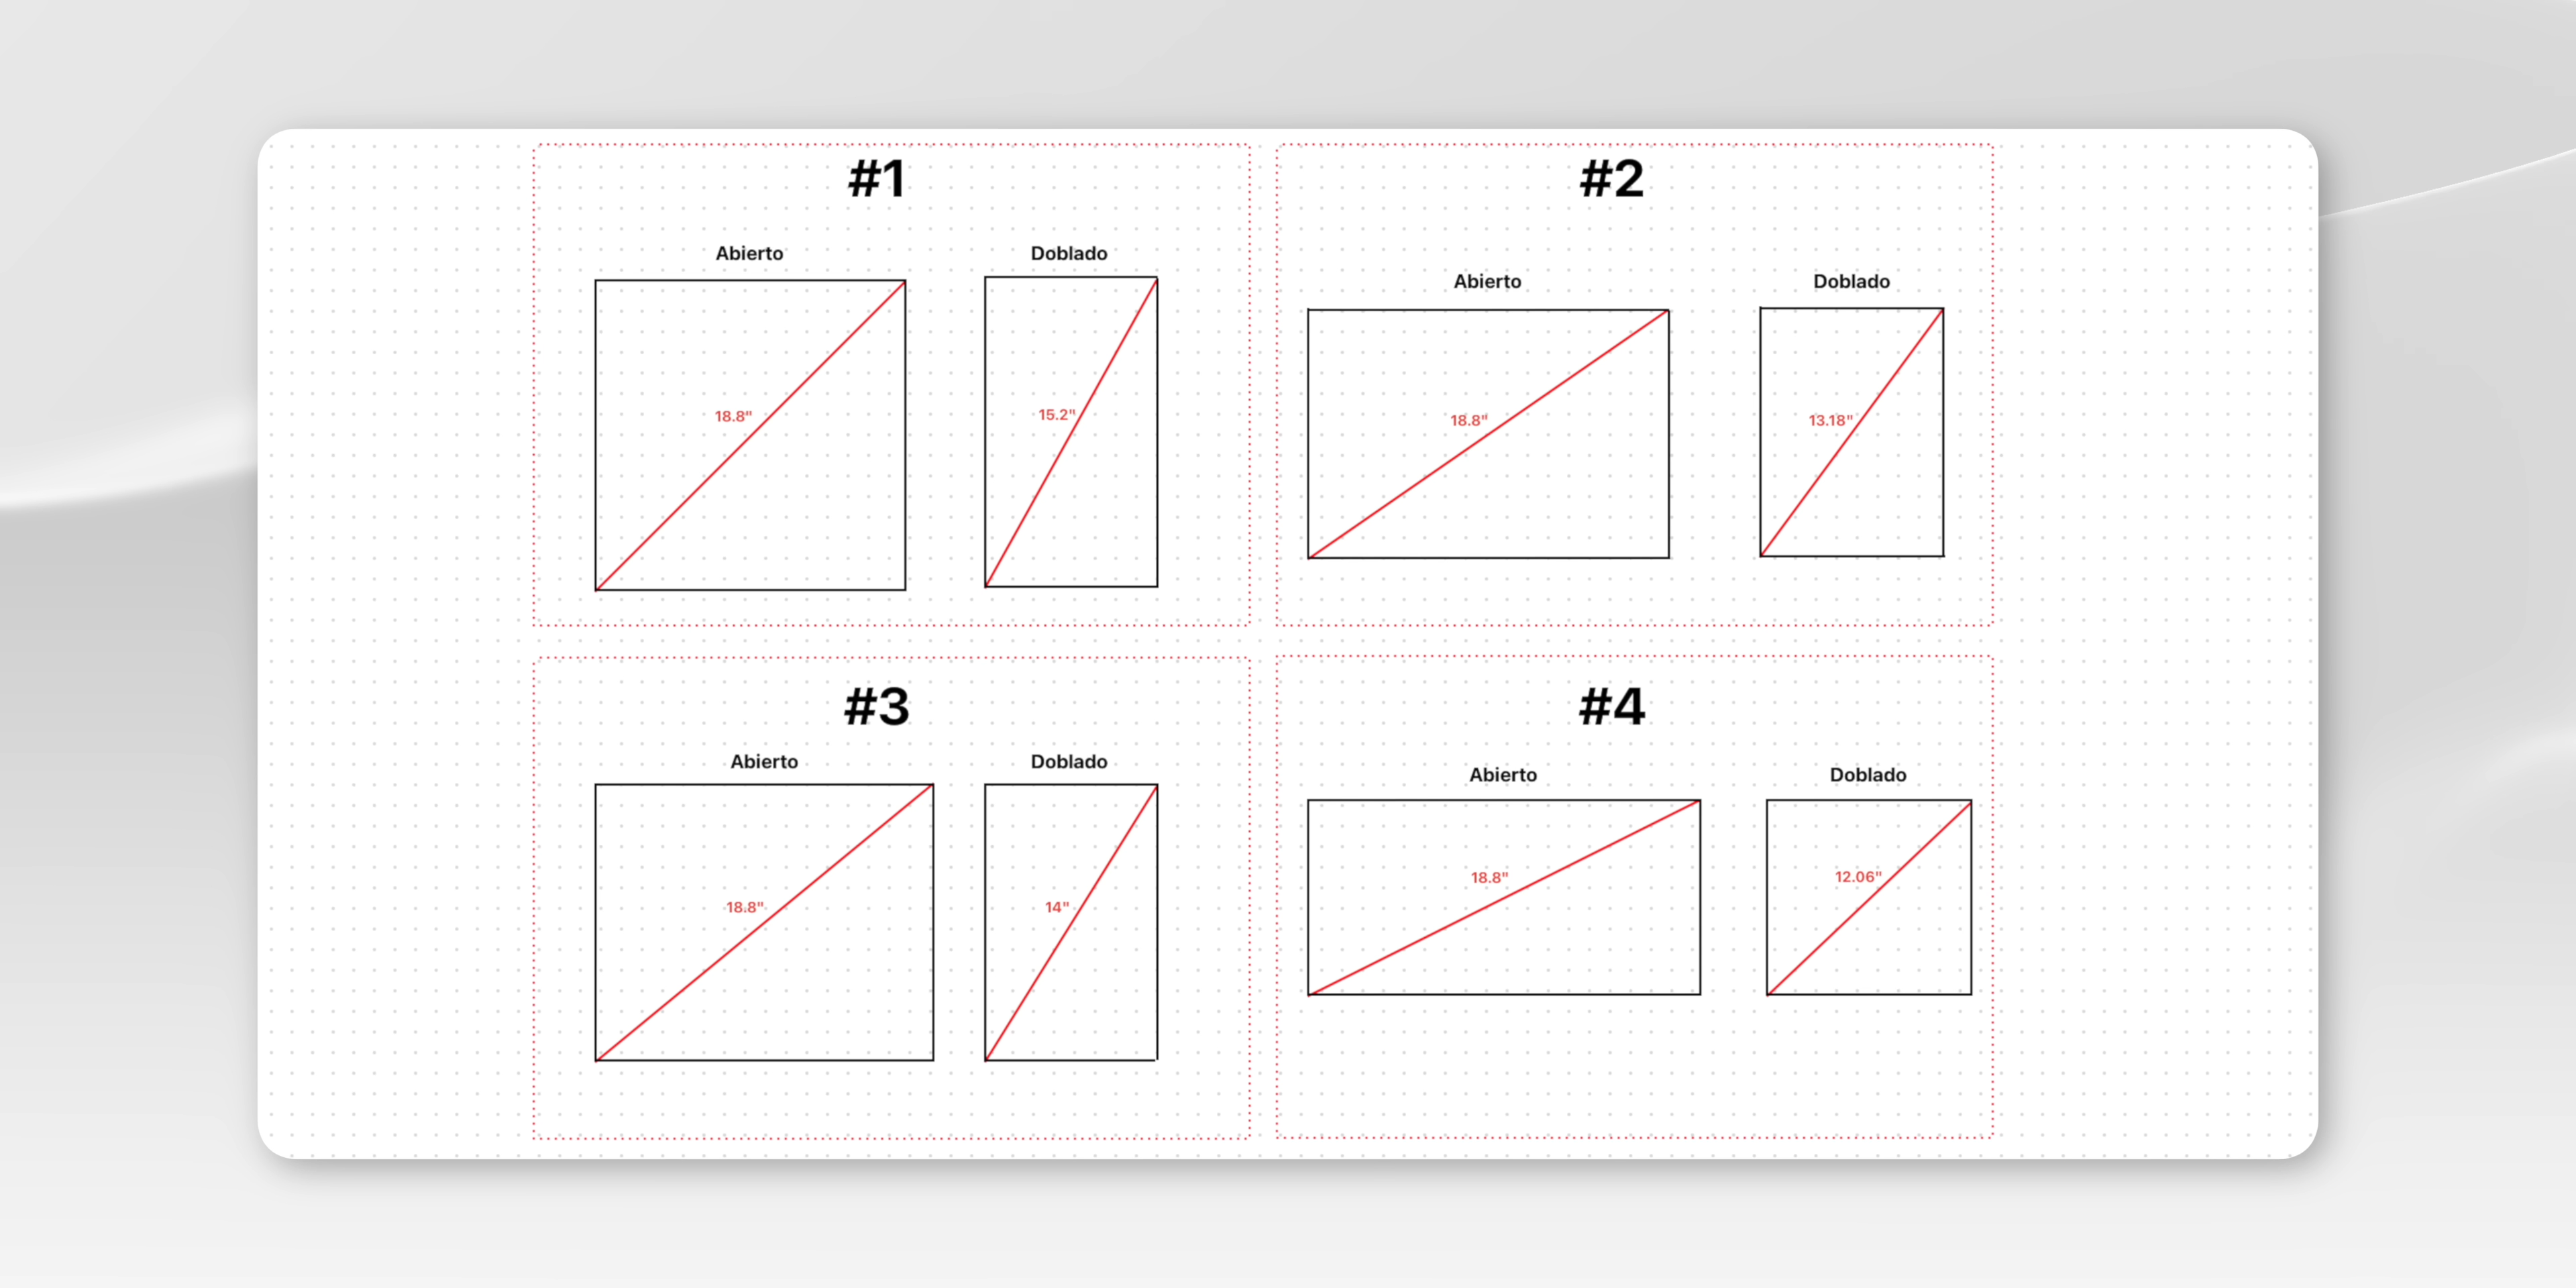 #1
Abierto
Doblado
18.8"
15.2"
#2
Abierto
Doblado
18.8"
13.18"
#3
Abierto
Doblado
18.8"
14"
#4
Abierto
Doblado
18.8"
12.06"